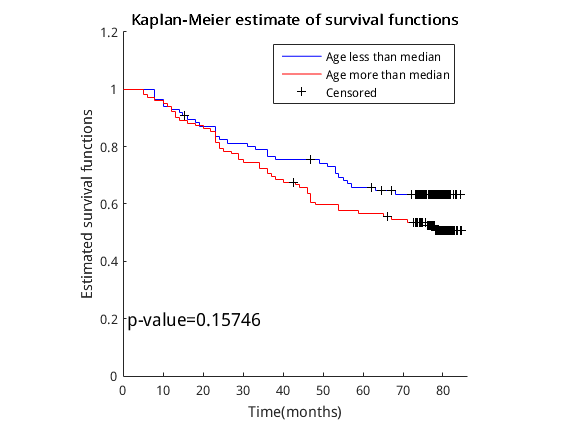 Kaplan-Meier estimate of survival functions
1.2
1
0.8
0.6
0.4
0.2
0
Estimated survival functions
Age less than median
Age more than median
Censored
p-value=0.15746
0 10 20 30 40 50 60 70 80
Time(months)